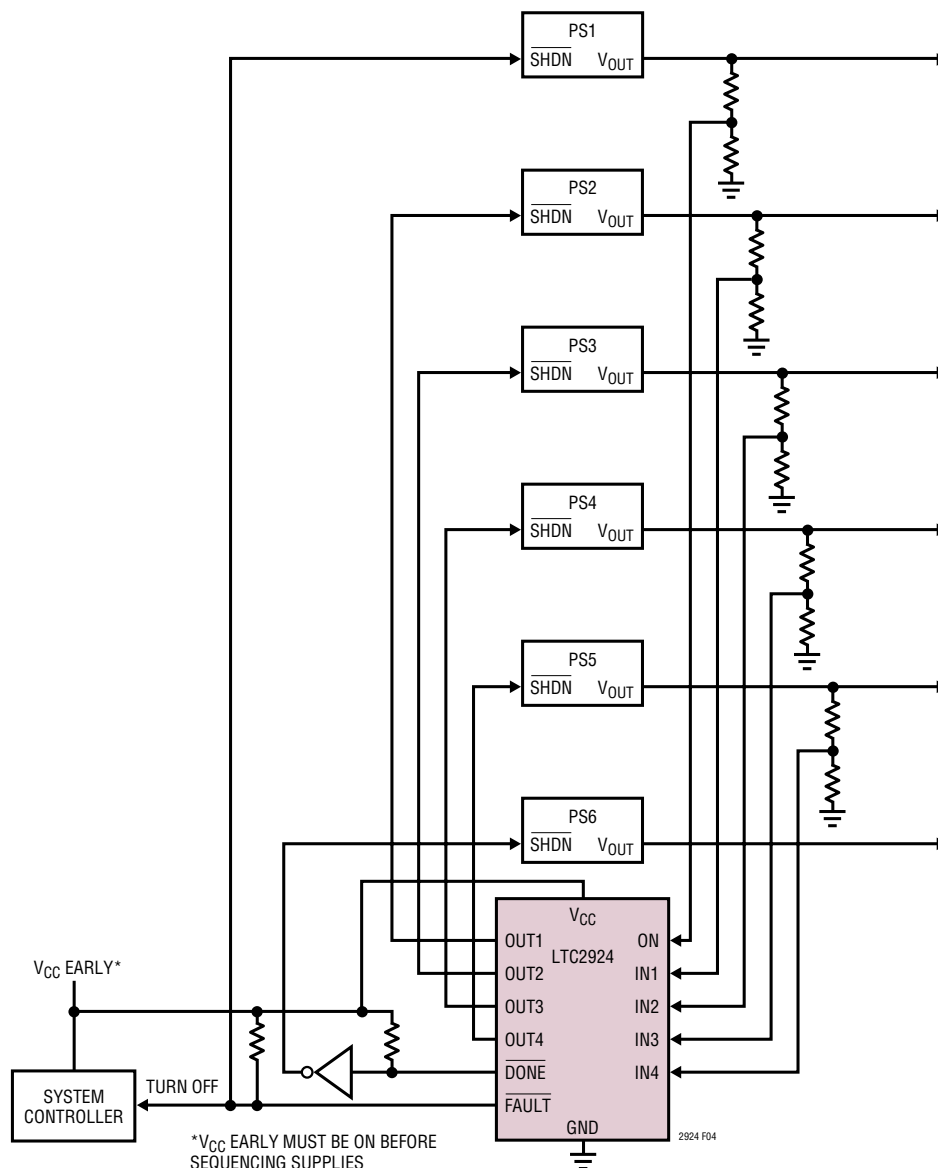 PS1
SHDN VOUT
PS2
SHDN VOUT
PS3
SHDN VOUT
PS4
SHDN VOUT
PS5
SHDN VOUT
PS6
SHDN VOUT
VCC
LTC2924
OUT1 ON
OUT2 IN1
OUT3 IN2
OUT4 IN3
DONE IN4
FAULT
GND
VCC EARLY*
SYSTEM
CONTROLLER
TURN OFF
*VCC EARLY MUST BE ON BEFORE
SEQUENCING SUPPLIES
2924 F04